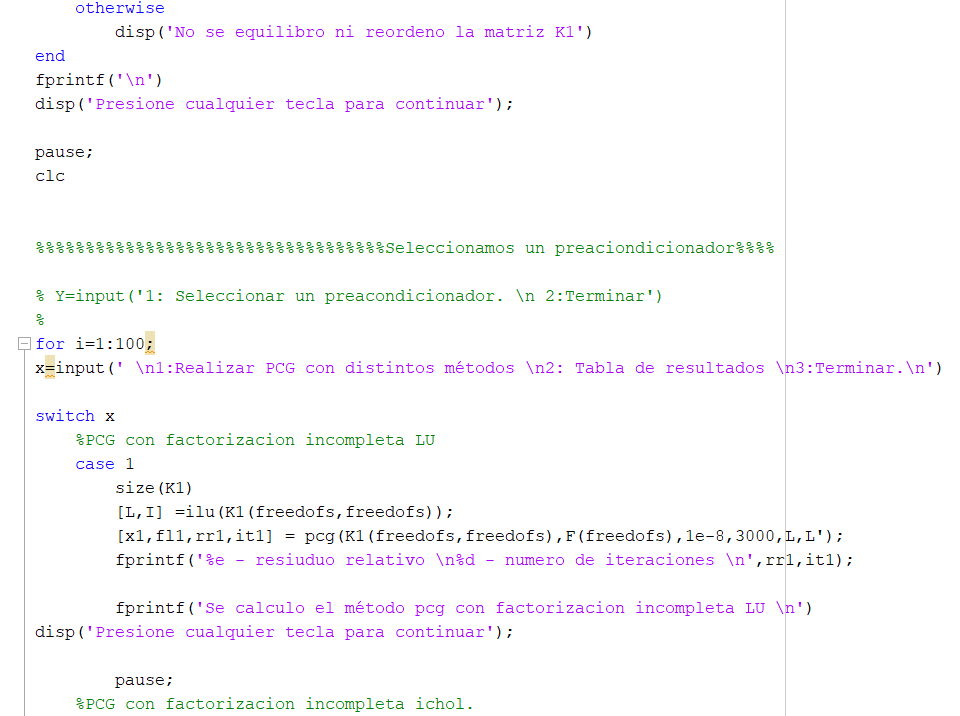 otherwise
disp('No se equilibro ni reordeno la matriz K1')
end
fprintf('\n')
disp('Presione cualquier tecla para continuar');
pause;
clc
%%%%%%%%%%%%%%%%%%%%%%%%%%%%%%%%%%%Seleccionamos un preaciondicionador%%%%
% Y=input('1: Seleccionar un preacondicionador. \n 2:Terminar')
%
for i=1:100;
x=input(' \n1:Realizar PCG con distintos métodos \n2: Tabla de resultados \n3:Terminar.\n')
switch x
%PCG con factorizacion incompleta LU
case 1
size(K1)
[L,I] =ilu(K1(freedofs,freedofs));
[x1,fl1,rr1,it1] = pcg(K1(freedofs,freedofs),F(freedofs),1e-8,3000,L,L');
fprintf('%e - resiuduo relativo \n%d - numero de iteraciones \n',rr1,it1);
fprintf('Se calculo el método pcg con factorizacion incompleta LU \n')
disp('Presione cualquier tecla para continuar');
pause;
%PCG con factorizacion incompleta ichol.